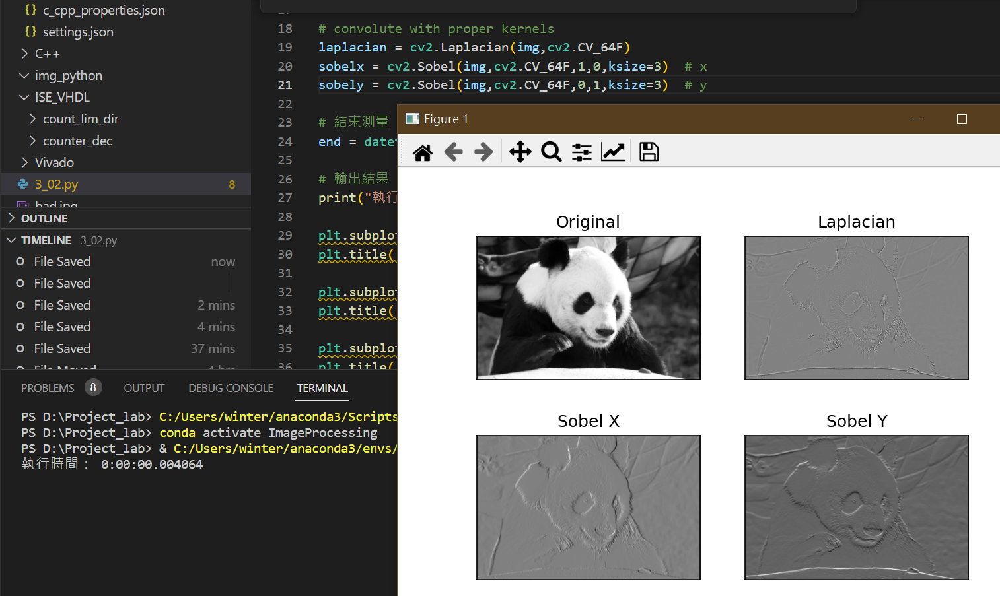 {} c_cpp_properties.json
{} settings.json
C++
img_python
ISE_VHDL
count_lim_dir
counter_dec
Vivado
3_02.py 8
OUTLINE
TIMELINE 3_02.py
File Saved now
File Saved
File Saved 2 mins
File Saved 4 mins
File Saved 37 mins
18 # convolute with proper kernels
19 laplacian = cv2.Laplacian(img,cv2.CV_64F)
20 sobelx = cv2.Sobel(img,cv2.CV_64F,1,0,ksize=3)  # x
21 sobely = cv2.Sobel(img,cv2.CV_64F,0,1,ksize=3)  # y
22
23 # 結束測量
24 end = datet
25
26 # 輸出結果
27 print("執行
28
29 plt.subplot
30 plt.title(
31
32 plt.subplot
33 plt.title(
34
35 plt.subplot
36 plt.title(
Figure 1
Original
Laplacian
Sobel X
Sobel Y
PROBLEMS 8 OUTPUT DEBUG CONSOLE TERMINAL
PS D:\Project_lab> C:/Users/winter/anaconda3/Scripts
PS D:\Project_lab> conda activate ImageProcessing
PS D:\Project_lab> & C:/Users/winter/anaconda3/envs/
執行時間： 0:00:00.004064